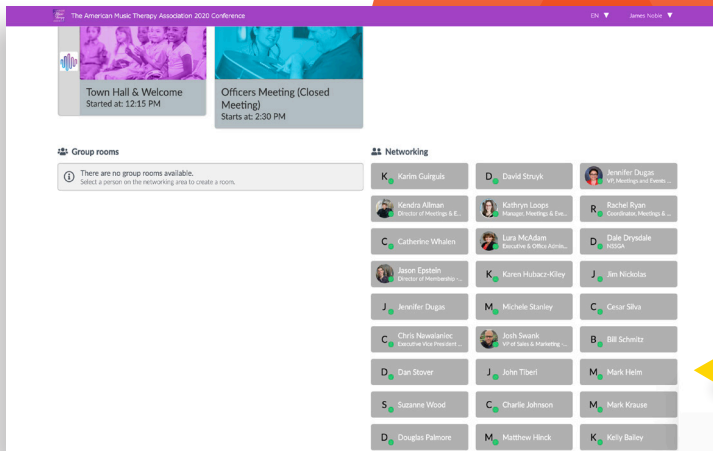 The American Music Therapy Association 2020 Conference
EN ▼
James Noble ▼
Town Hall & Welcome
Started at: 12:15 PM
Officers Meeting (Closed
Meeting)
Starts at: 2:30 PM
Group rooms
There are no group rooms available.
Select a person on the networking area to create a room.
Networking
K Karim Guirguis
D David Struyk
Jennifer Dugas
VP, Meetings and Events ...
Kendra Allman
Director of Meetings & E...
Kathryn Loops
Manager, Meetings & Eve...
R Rachel Ryan
Coordinator, Meetings & ...
C Catherine Whalen
Lura McAdam
Executive & Office Admin...
D Dale Drysdale
NSSGA
Jason Epstein
Director of Membership -...
K Karen Hubacz-Kiley
J Jim Nickolas
J Jennifer Dugas
M Michele Stanley
C Cesar Silva
C Chris Nawalaniec
Executive Vice President ...
Josh Swank
VP of Sales & Marketing -...
B Bill Schmitz
D Dan Stover
J John Tiberi
M Mark Helm
S Suzanne Wood
C Charlie Johnson
M Mark Krause
D Douglas Palmore
M Matthew Hinck
K Kelly Bailey